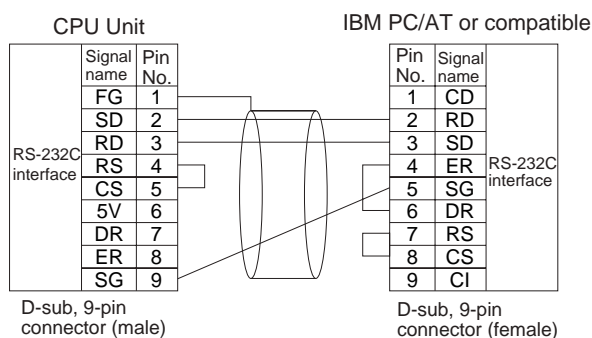 CPU Unit
IBM PC/AT or compatible
RS-232C interface
Signal name Pin No.
FG 1
SD 2
RD 3
RS 4
CS 5
5V 6
DR 7
ER 8
SG 9
D-sub, 9-pin
connector (male)
Pin No. Signal name
1 CD
2 RD
3 SD
4 ER
5 SG
6 DR
7 RS
8 CS
9 CI
RS-232C interface
D-sub, 9-pin
connector (female)